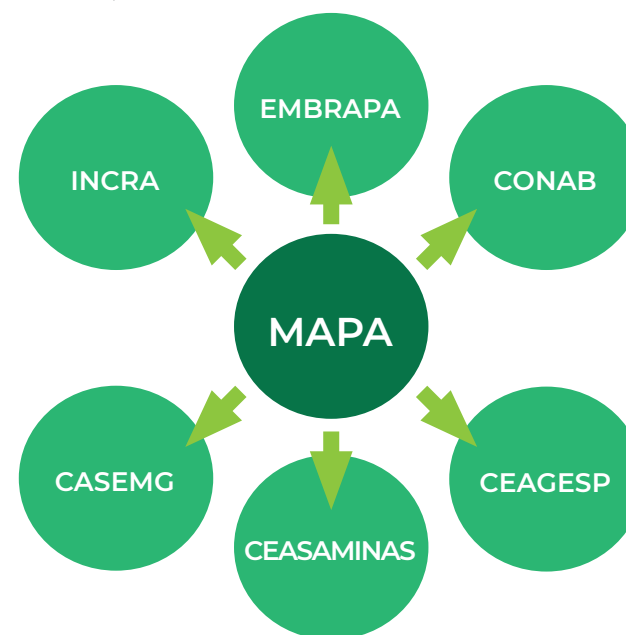 EMBRAPA
INCRA
CONAB
MAPA
CASEMG
CEAGESP
CEASAMINAS